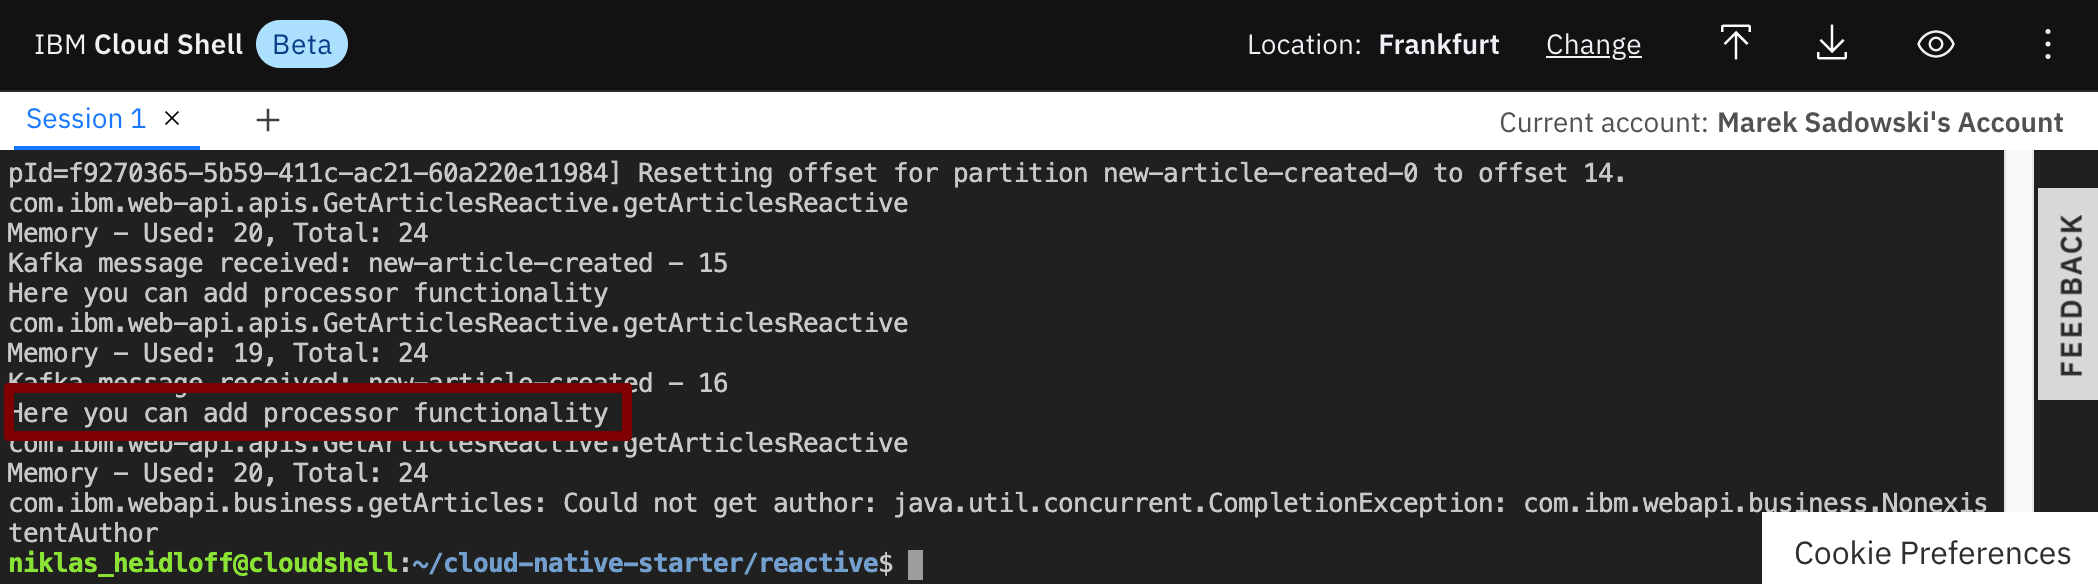 IBM Cloud Shell Beta
Location: Frankfurt Change
Session 1 × +
Current account: Marek Sadowski's Account
pId=f9270365-5b59-411c-ac21-60a220e11984] Resetting offset for partition new-article-created-0 to offset 14.
com.ibm.web-api.apis.GetArticlesReactive.getArticlesReactive
Memory - Used: 20, Total: 24
Kafka message received: new-article-created - 15
Here you can add processor functionality
com.ibm.web-api.apis.GetArticlesReactive.getArticlesReactive
Memory - Used: 19, Total: 24
Kafka message received: new-article-created - 16
Here you can add processor functionality
com.ibm.web-api.apis.GetArticlesReactive.getArticlesReactive
Memory - Used: 20, Total: 24
com.ibm.webapi.business.getArticles: Could not get author: java.util.concurrent.CompletionException: com.ibm.webapi.business.Nonexis
tentAuthor
niklas_heidloff@cloudshell:~/cloud-native-starter/reactive$
FEEDBACK
Cookie Preferences